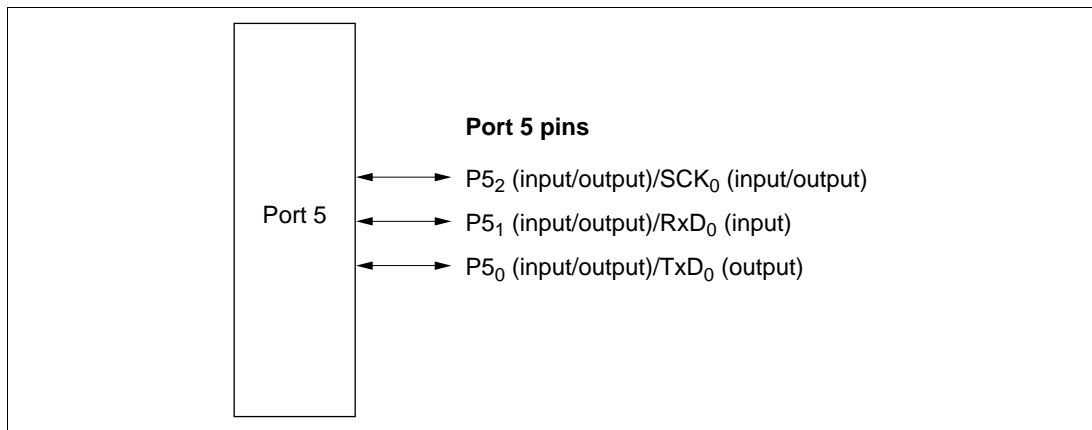 Port 5 pins
P5₂ (input/output)/SCK₀ (input/output)
Port 5
P5₁ (input/output)/RxD₀ (input)
P5₀ (input/output)/TxD₀ (output)